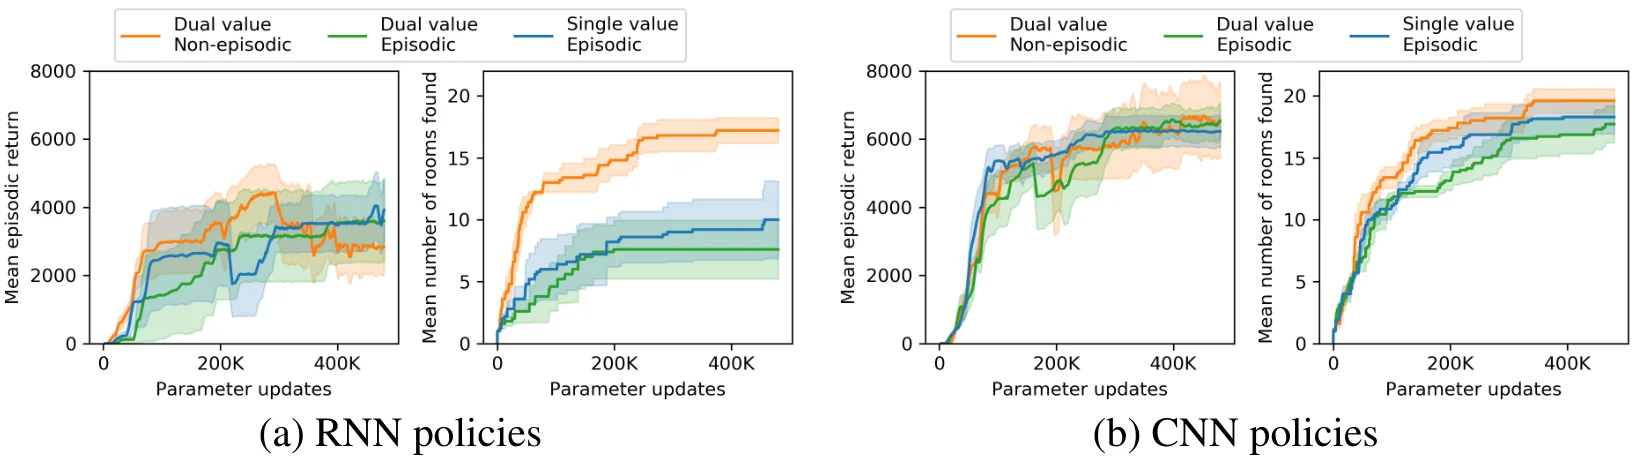 Dual value
Non-episodic
Dual value
Episodic
Single value
Episodic
Mean episodic return
8000
6000
4000
2000
0
0
200K
400K
Parameter updates
Mean number of rooms found
20
15
10
5
0
0
200K
400K
Parameter updates
(a) RNN policies
Dual value
Non-episodic
Dual value
Episodic
Single value
Episodic
Mean episodic return
8000
6000
4000
2000
0
0
200K
400K
Parameter updates
Mean number of rooms found
20
15
10
5
0
0
200K
400K
Parameter updates
(b) CNN policies